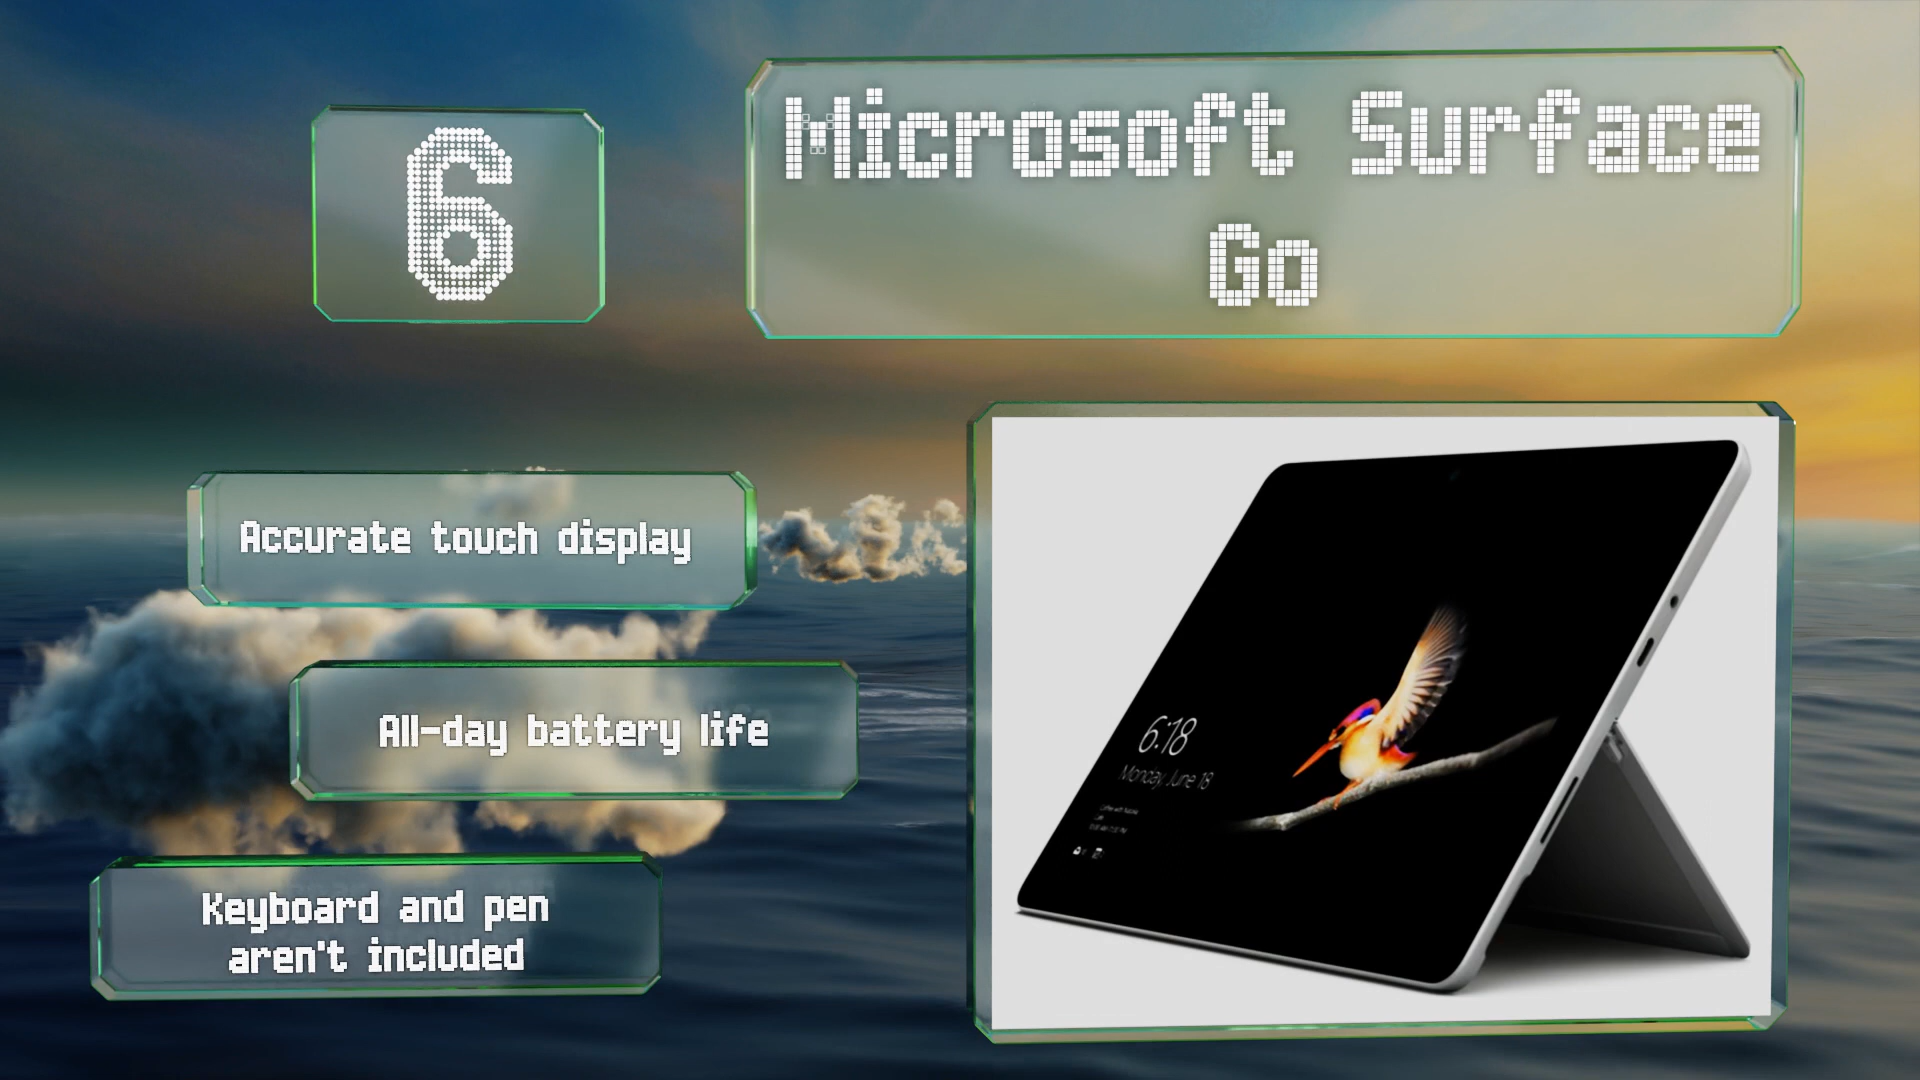 6
Microsoft Surface
Go
Accurate touch display
All-day battery life
Keyboard and pen
aren't included
6:18
Monday, June 18